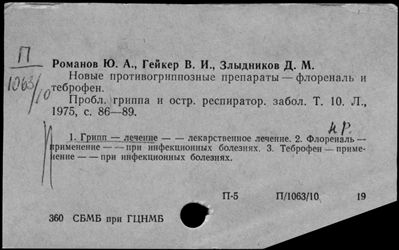 П
1063/10
Романов Ю. А., Гейкер В. И., Злыдников Д. М.
Новые противогриппозные препараты — флореналь и
теброфен.
Пробл. гриппа и остр. респиратор. забол. Т. 10. Л.,
1975, с. 86—89.
кр.
1. Грипп — лечение — — лекарственное лечение. 2. Флореналь —
применение — — при инфекционных болезнях. 3. Теброфен — приме-
нение — — при инфекционных болезнях.
П-5 П/1063/10 19
360 СБМБ при ГЦНМБ